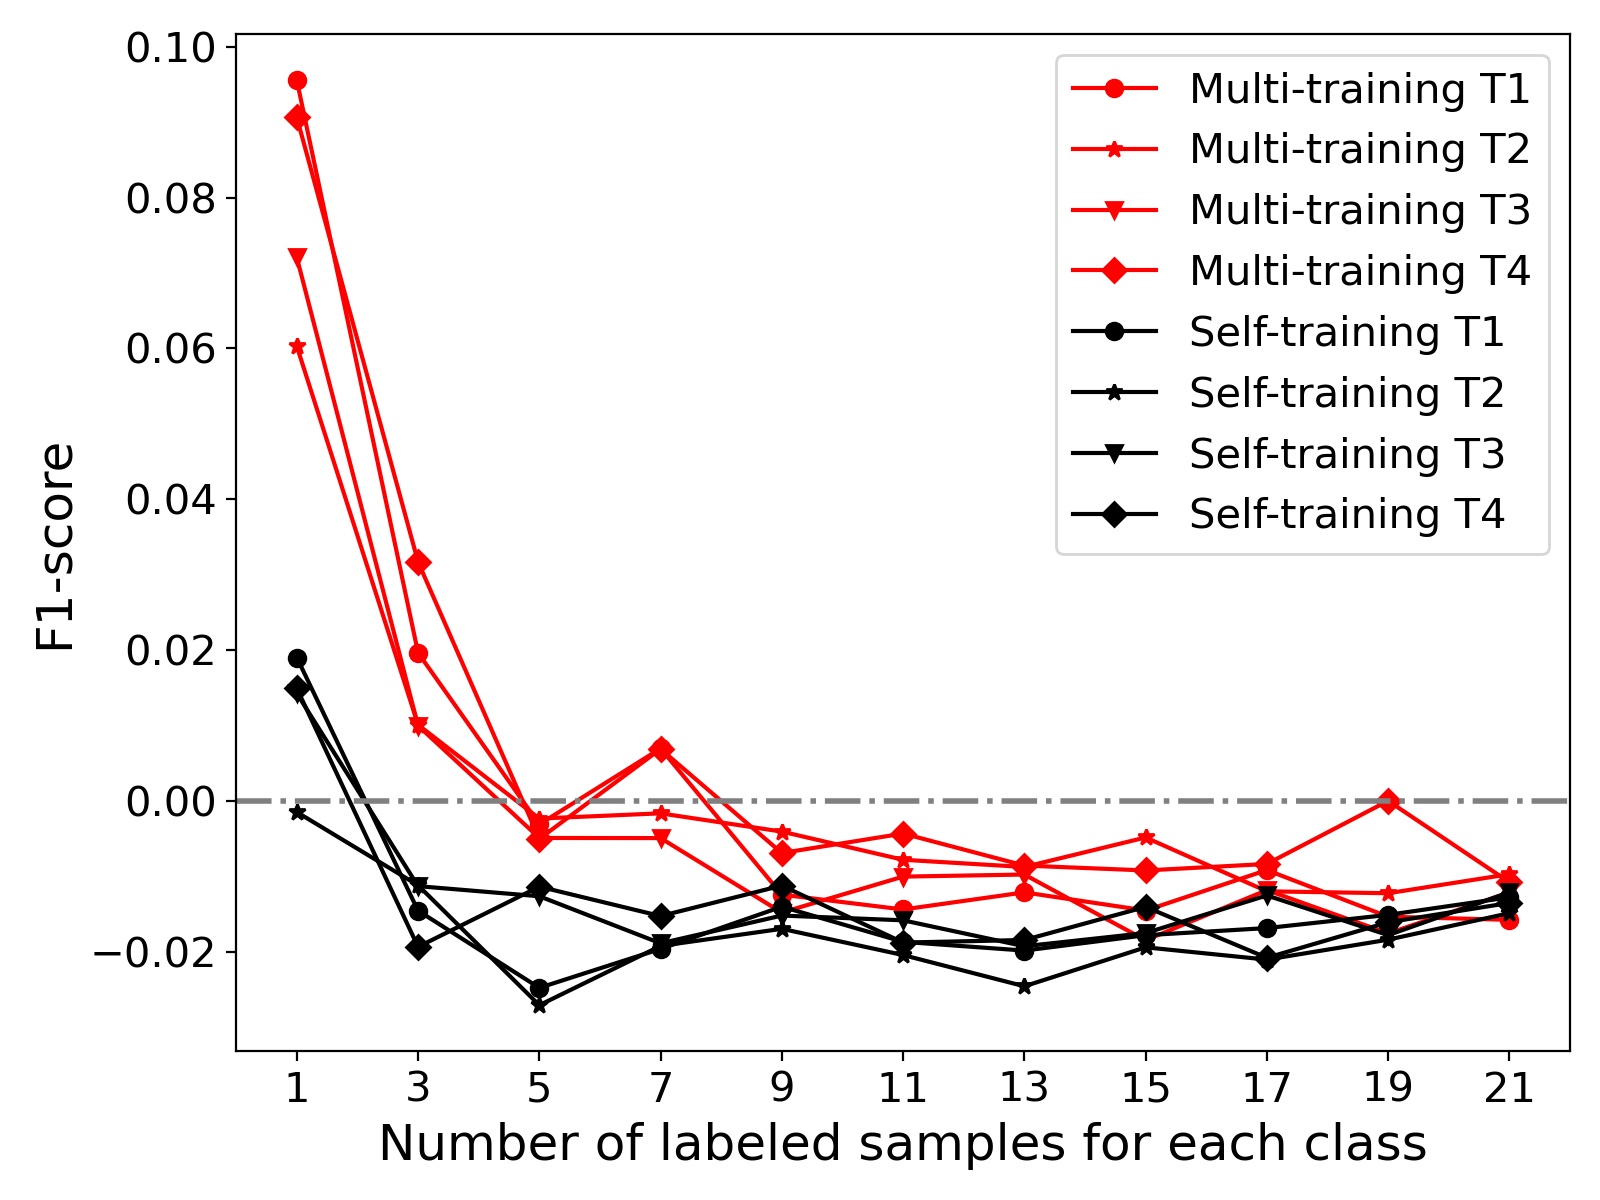 0.10
0.08
0.06
0.04
0.02
0.00
−0.02
F1-score
Multi-training T1
Multi-training T2
Multi-training T3
Multi-training T4
Self-training T1
Self-training T2
Self-training T3
Self-training T4
1 3 5 7 9 11 13 15 17 19 21
Number of labeled samples for each class